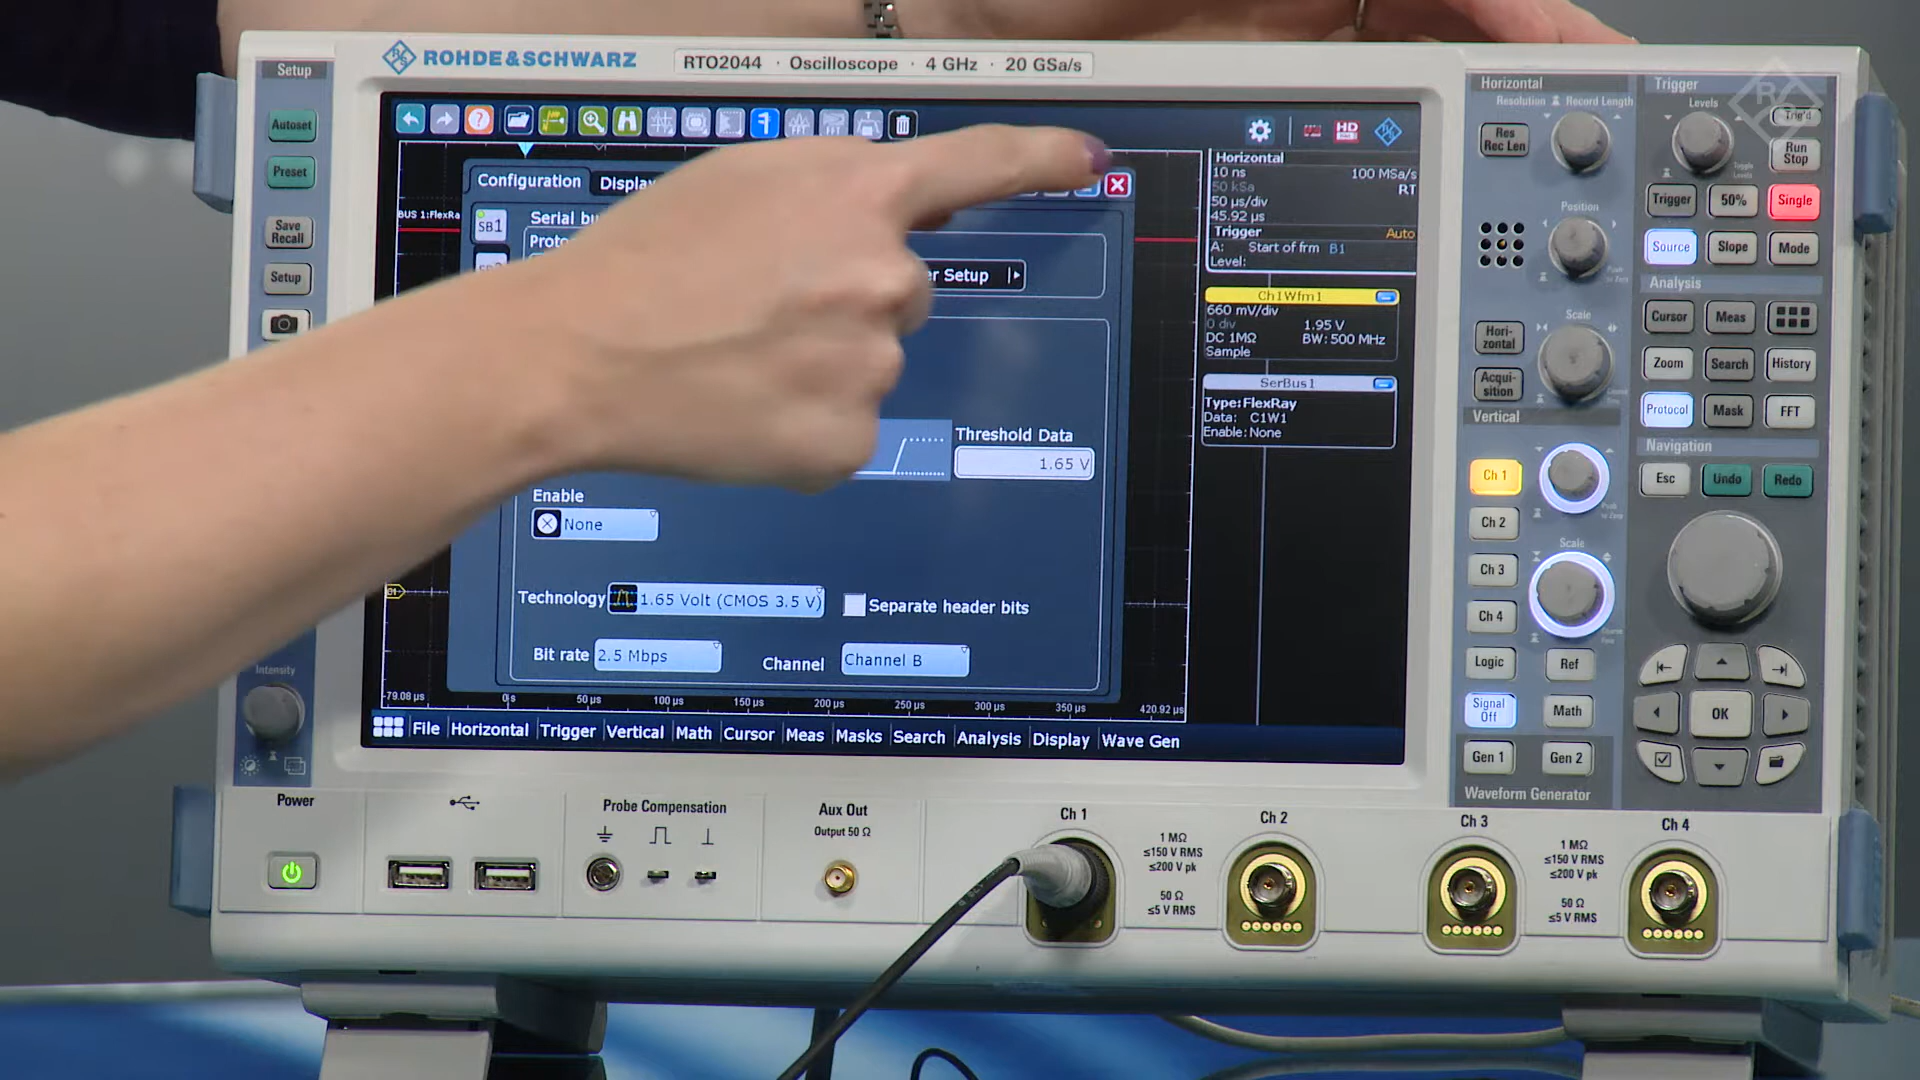 ROHDE & SCHWARZ
RTO2044 · Oscilloscope · 4 GHz · 20 GSa/s
Setup
Autoset
Preset
Save
Recall
Setup
Intensity
Configuration
Display
BUS 1:FlexRa
SB1
Serial bu
Proto
er Setup
Threshold Data
1.65 V
Enable
None
Technology
1.65 Volt (CMOS 3.5 V)
Separate header bits
Bit rate
2.5 Mbps
Channel
Channel B
-79.08 µs
0 s
50 µs
100 µs
150 µs
200 µs
250 µs
300 µs
350 µs
420.92 µs
File
Horizontal
Trigger
Vertical
Math
Cursor
Meas
Masks
Search
Analysis
Display
Wave Gen
HD
Horizontal
10 ns
100 MSa/s
50 kSa
RT
50 µs/div
45.92 µs
Trigger
Auto
A: Start of frm B1
Level:
Ch1Wfm1
660 mV/div
0 div
1.95 V
DC 1MΩ
BW: 500 MHz
Sample
SerBus1
Type:FlexRay
Data: C1W1
Enable: None
Horizontal
Resolution
Record Length
Res
Rec Len
Position
Push
to Zero
Scale
Hori-
zontal
Acqui-
sition
Vertical
Ch 1
Ch 2
Scale
Ch 3
Ch 4
Logic
Ref
Signal
Off
Math
Gen 1
Gen 2
Waveform Generator
Trigger
Levels
Trig'd
Run
Stop
Trigger
50%
Single
Source
Slope
Mode
Analysis
Cursor
Meas
Zoom
Search
History
Protocol
Mask
FFT
Navigation
Esc
Undo
Redo
OK
Power
Probe Compensation
Aux Out
Output 50 Ω
Ch 1
1 MΩ
≤150 V RMS
≤200 V pk
50 Ω
≤5 V RMS
Ch 2
Ch 3
1 MΩ
≤150 V RMS
≤200 V pk
50 Ω
≤5 V RMS
Ch 4